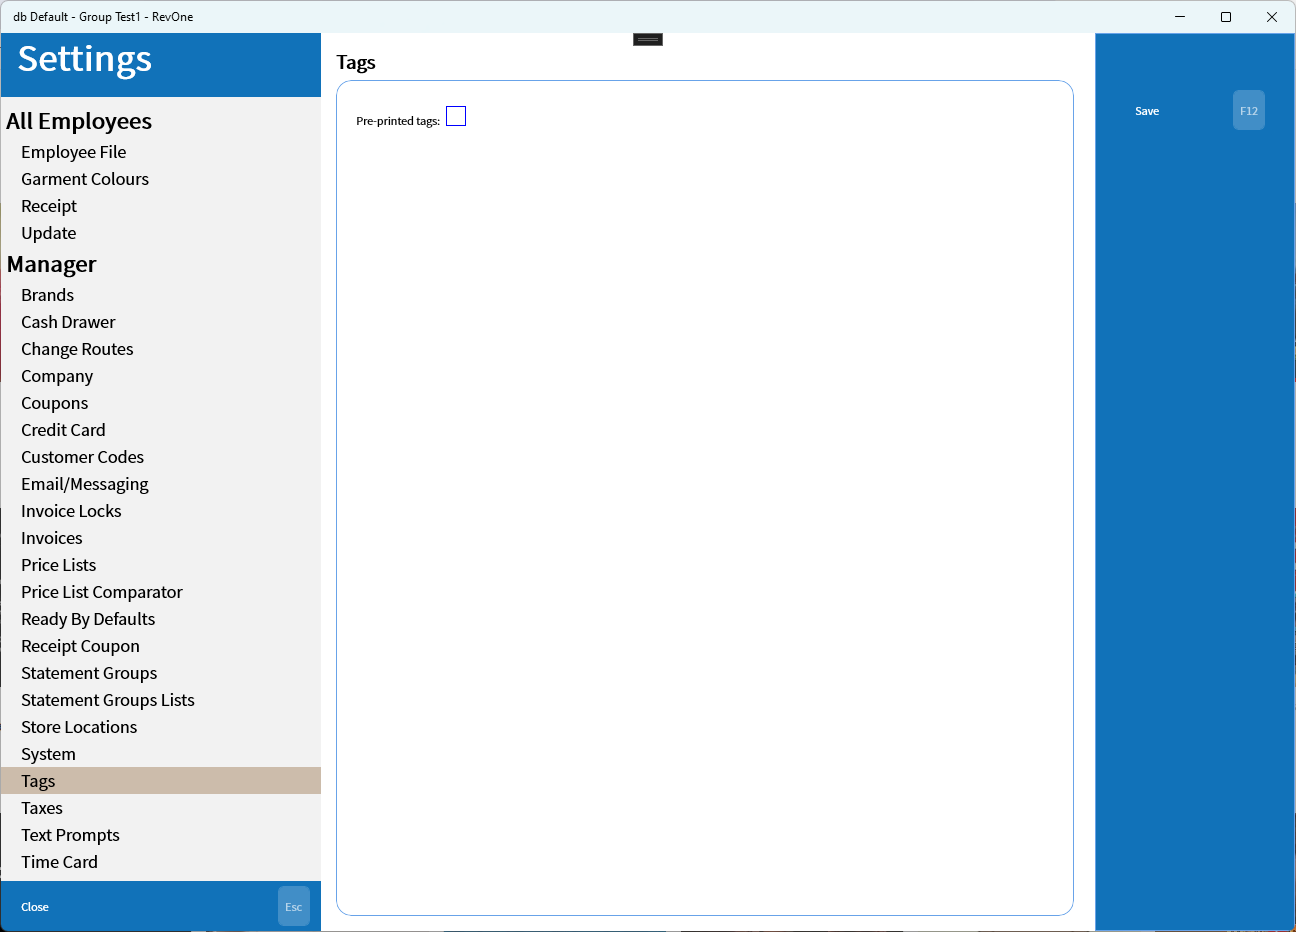 db Default - Group Test1 - RevOne
Settings
All Employees
Employee File
Garment Colours
Receipt
Update
Manager
Brands
Cash Drawer
Change Routes
Company
Coupons
Credit Card
Customer Codes
Email/Messaging
Invoice Locks
Invoices
Price Lists
Price List Comparator
Ready By Defaults
Receipt Coupon
Statement Groups
Statement Groups Lists
Store Locations
System
Tags
Taxes
Text Prompts
Time Card
Close Esc
Tags
Pre-printed tags:
Save F12